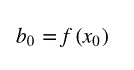 b₀ = f (x₀)